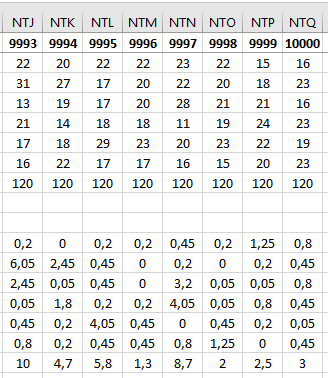 NTJ NTK NTL NTM NTN NTO NTP NTQ
9993 9994 9995 9996 9997 9998 9999 10000
22 20 22 22 23 22 15 16
31 27 17 20 22 20 18 23
13 19 17 20 28 21 21 16
21 14 18 18 11 19 24 23
17 18 29 23 20 23 22 19
16 22 17 17 16 15 20 23
120 120 120 120 120 120 120 120
0,2 0 0,2 0,2 0,45 0,2 1,25 0,8
6,05 2,45 0,45 0 0,2 0 0,2 0,45
2,45 0,05 0,45 0 3,2 0,05 0,05 0,8
0,05 1,8 0,2 0,2 4,05 0,05 0,8 0,45
0,45 0,2 4,05 0,45 0 0,45 0,2 0,05
0,8 0,2 0,45 0,45 0,8 1,25 0 0,45
10 4,7 5,8 1,3 8,7 2 2,5 3